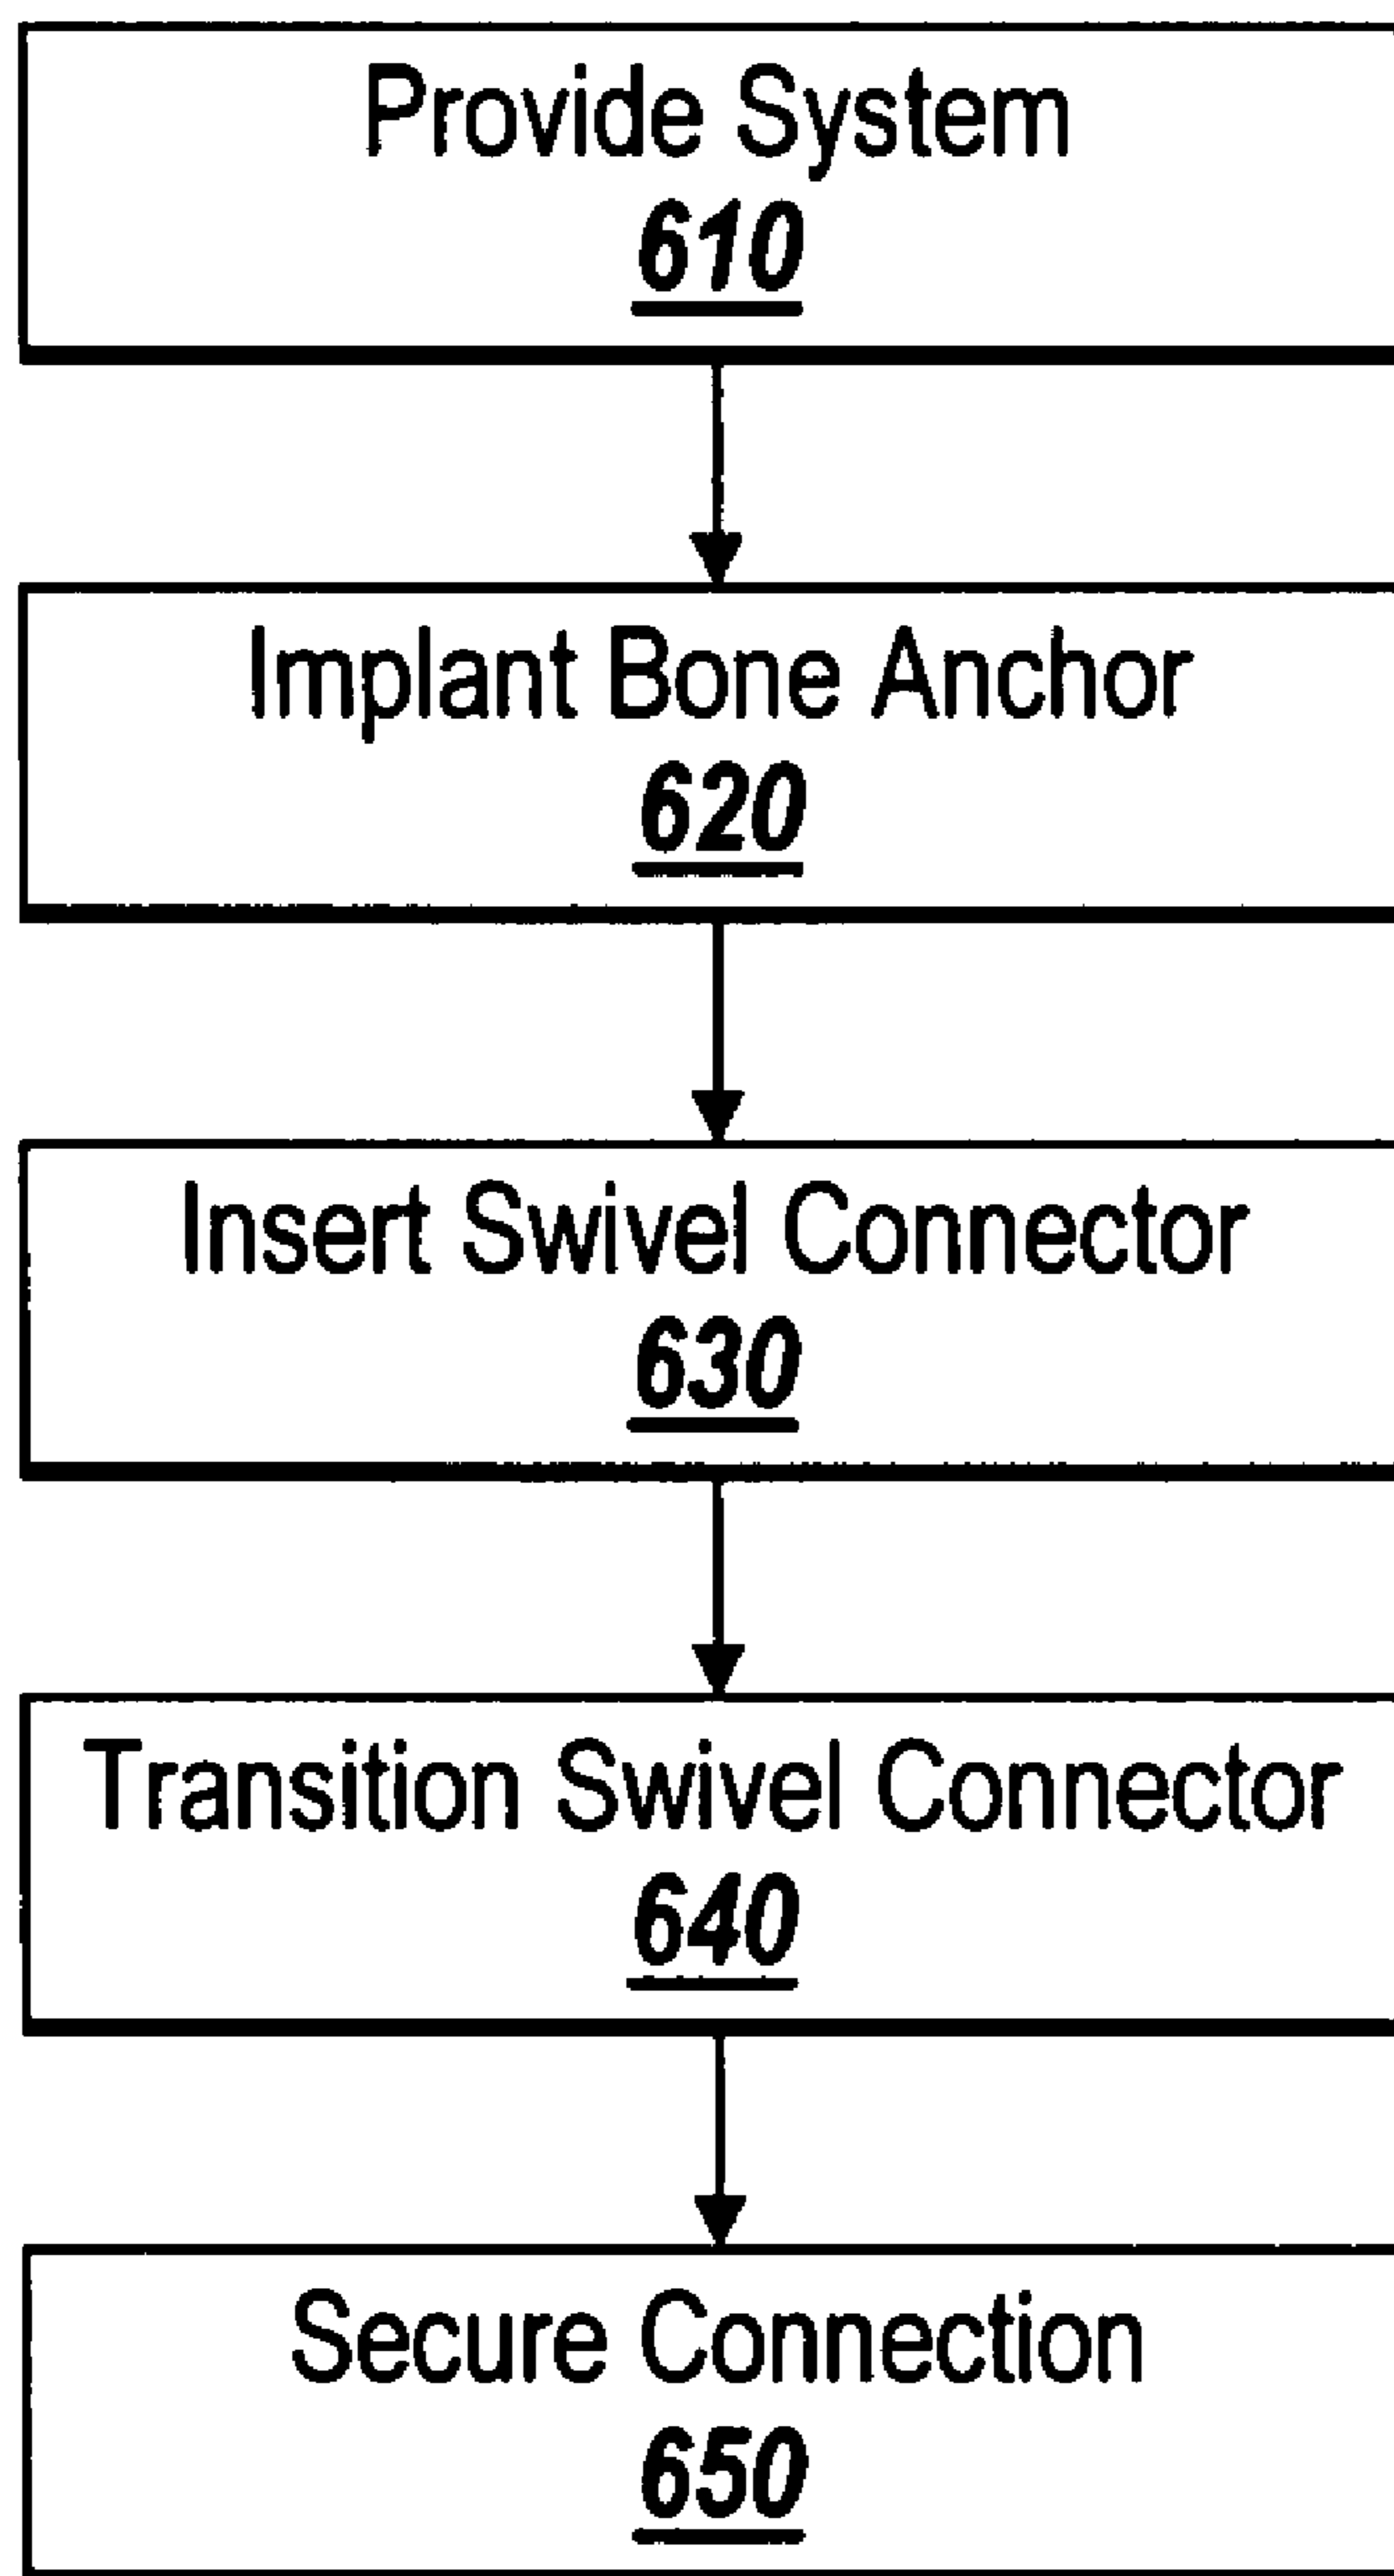 Provide System
610
Implant Bone Anchor
620
Insert Swivel Connector
630
Transition Swivel Connector
640
Secure Connection
650